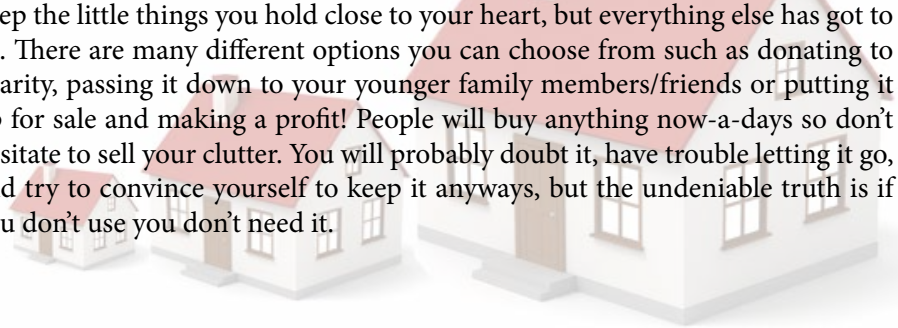 ep the little things you hold close to your heart, but everything else has got to
. There are many different options you can choose from such as donating to
arity, passing it down to your younger family members/friends or putting it
for sale and making a profit! People will buy anything now-a-days so don't
sitate to sell your clutter. You will probably doubt it, have trouble letting it go,
d try to convince yourself to keep it anyways, but the undeniable truth is if
u don't use you don't need it.